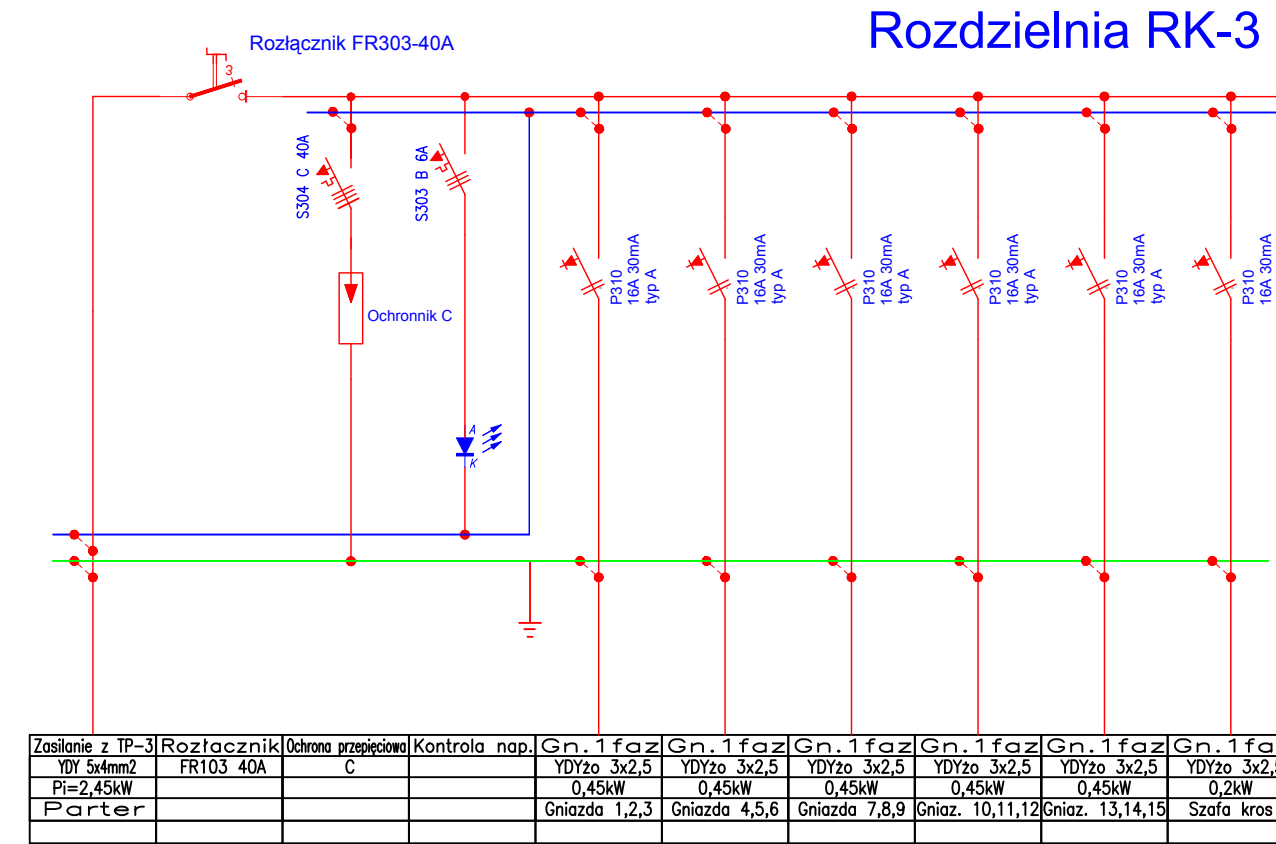 Rozdzielnia RK-3
Rozłącznik FR303-40A
3
S304 C 40A
S303 B 6A
Ochronnik C
A
K
P310
16A 30mA
typ A
P310
16A 30mA
typ A
P310
16A 30mA
typ A
P310
16A 30mA
typ A
P310
16A 30mA
typ A
P310
16A 30mA
Zasilanie z TP-3 Rozłacznik Ochrona przepięciowa Kontrola nap. Gn.1faz Gn.1faz Gn.1faz Gn.1faz Gn.1faz Gn.1fa
YDY 5x4mm2 FR103 40A C YDYżo 3x2,5 YDYżo 3x2,5 YDYżo 3x2,5 YDYżo 3x2,5 YDYżo 3x2,5 YDYżo 3x2,5
Pi=2,45kW 0,45kW 0,45kW 0,45kW 0,45kW 0,45kW 0,2kW
Parter Gniazda 1,2,3 Gniazda 4,5,6 Gniazda 7,8,9 Gniaz. 10,11,12 Gniaz. 13,14,15 Szafa kros